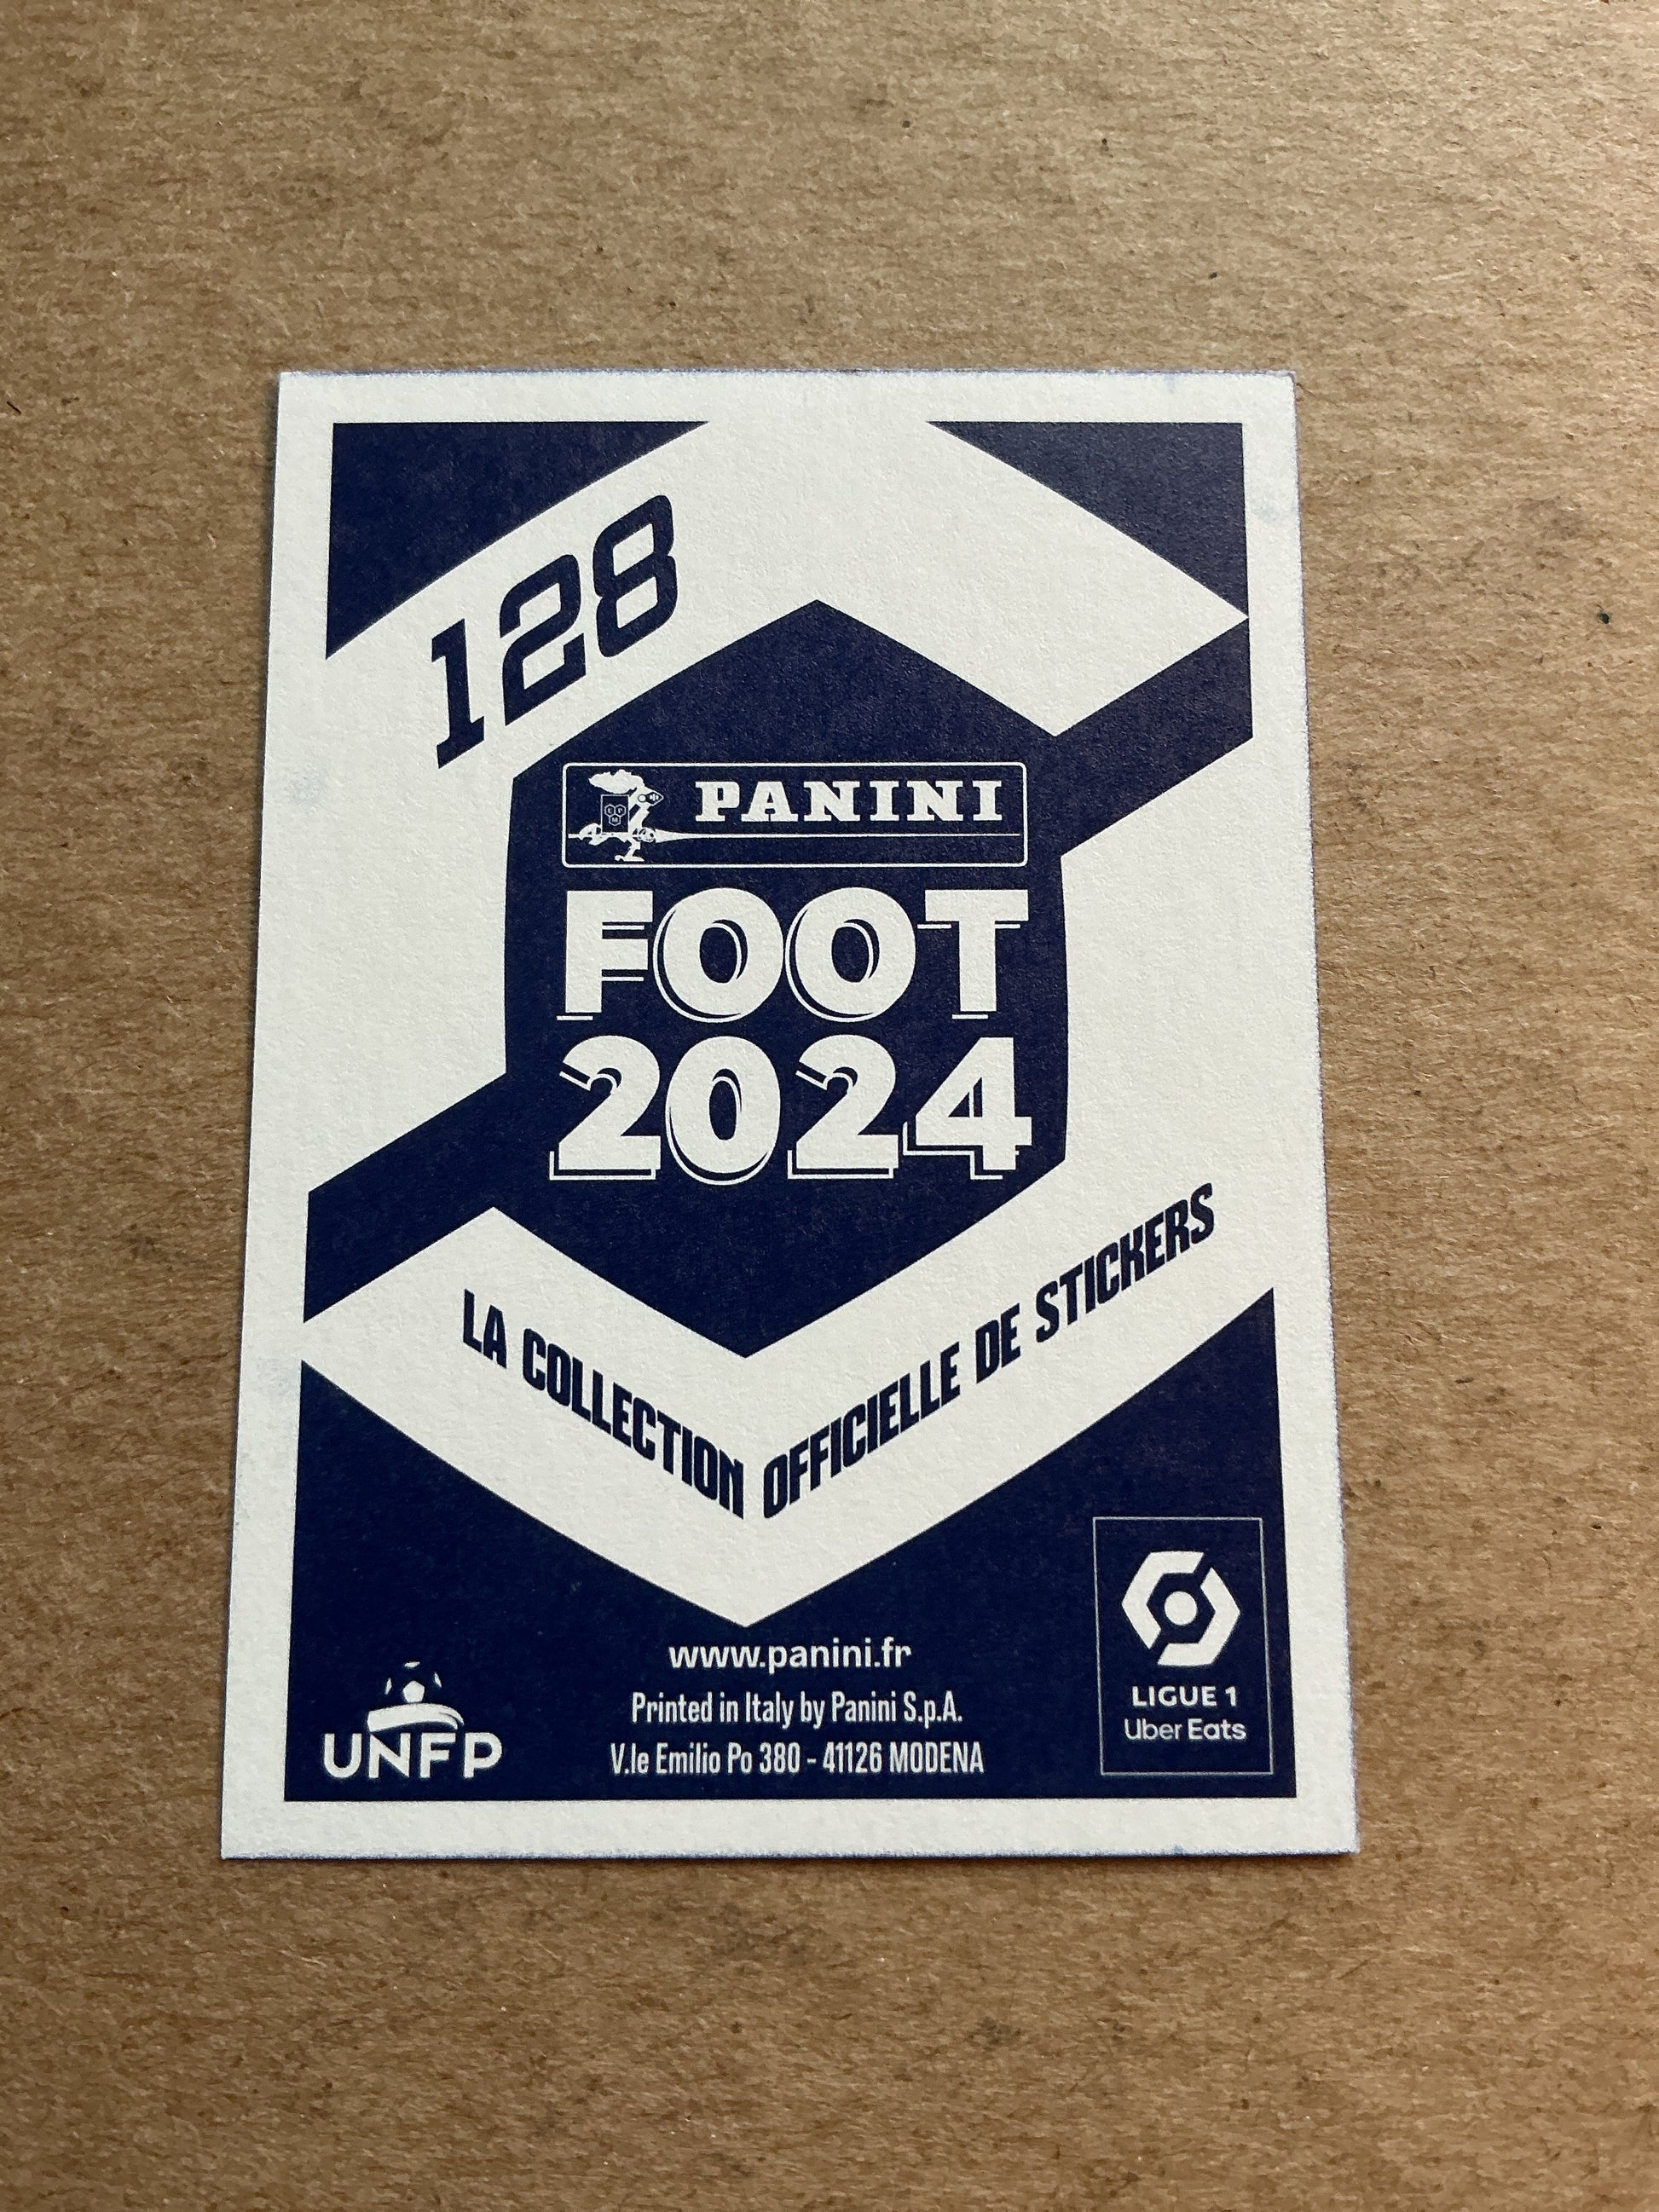 128
PANINI
FOOT
2024
LA COLLECTION OFFICIELLE DE STICKERS
www.panini.fr
Printed in Italy by Panini S.p.A.
V.le Emilio Po 380 - 41126 MODENA
UNFP
LIGUE 1
Uber Eats